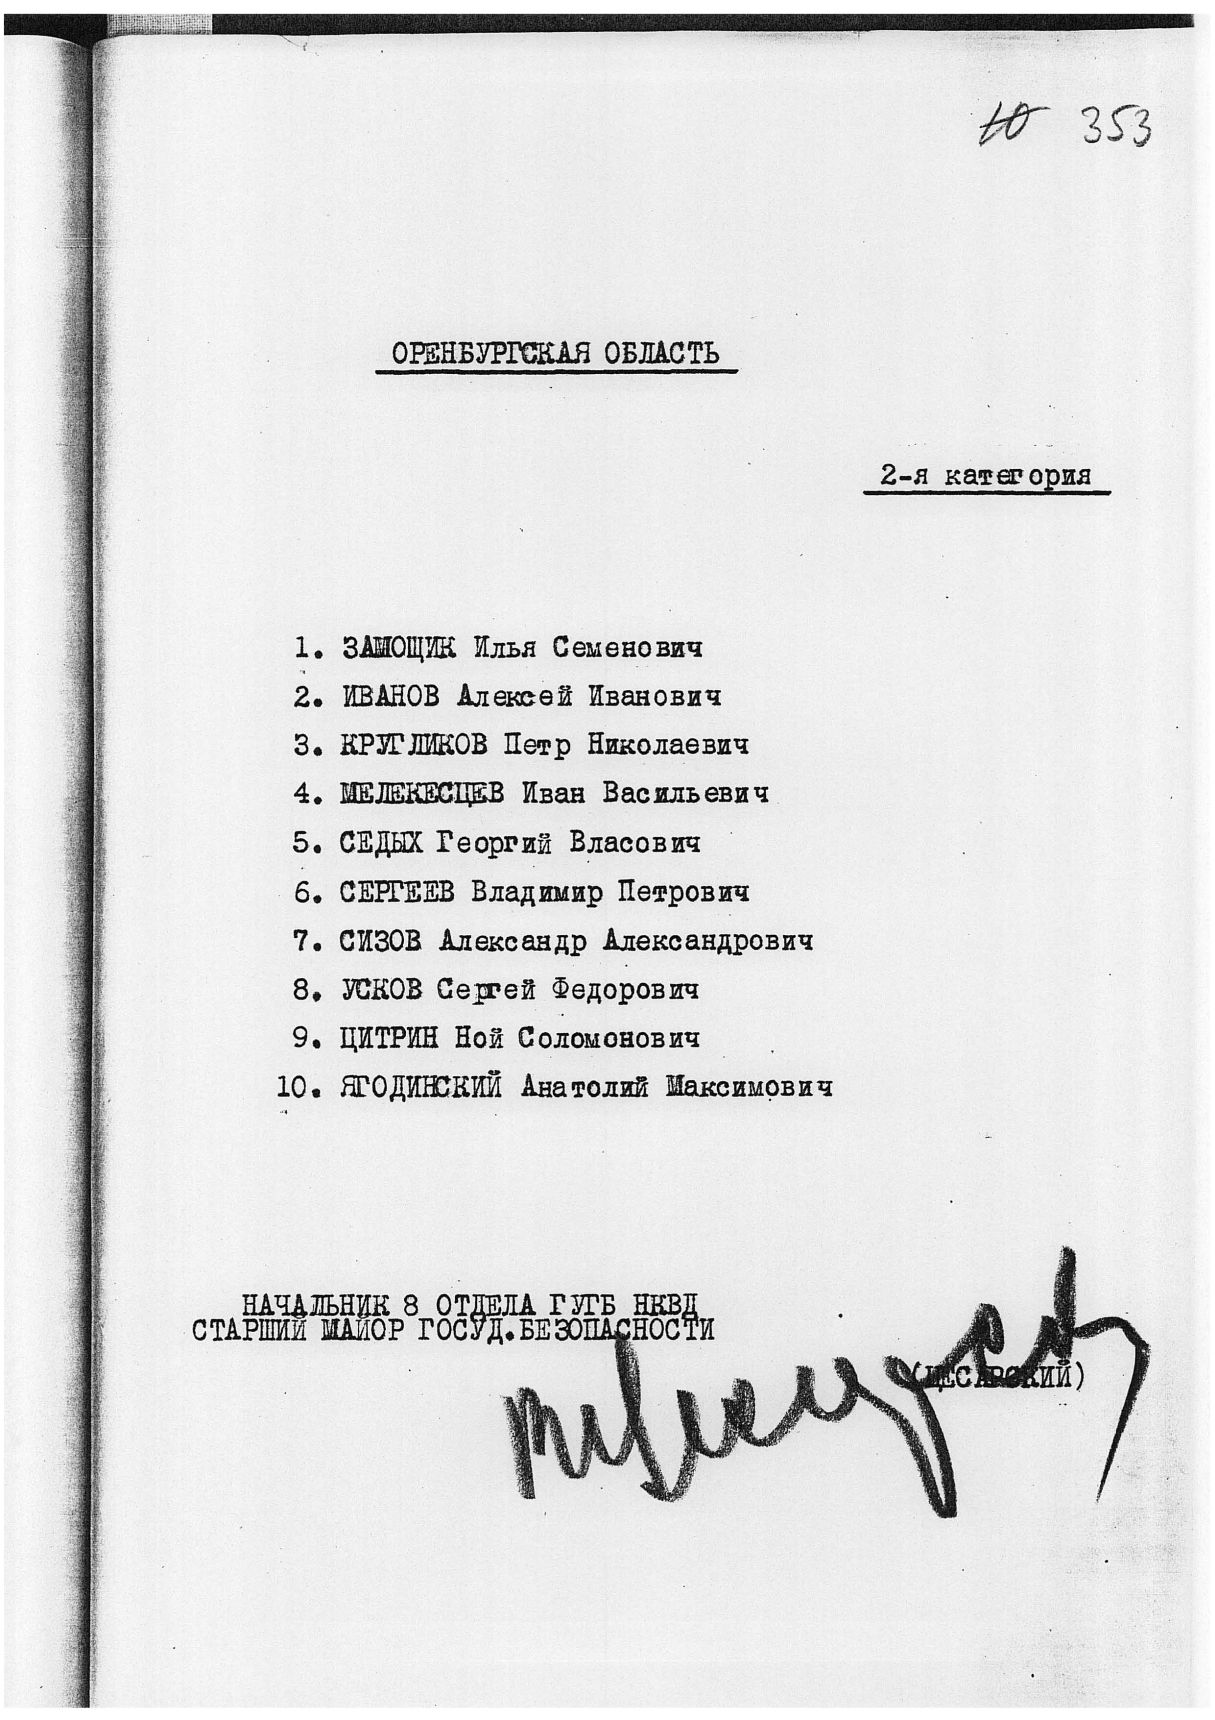 353
ОРЕНБУРГСКАЯ ОБЛАСТЬ
2-я категория
1. ЗАМОЩИК Илья Семенович
2. ИВАНОВ Алексей Иванович
3. КРУГЛИКОВ Петр Николаевич
4. МЕЛЕКЕСЦЕВ Иван Васильевич
5. СЕДЫХ Георгий Власович
6. СЕРГЕЕВ Владимир Петрович
7. СИЗОВ Александр Александрович
8. УСКОВ Сергей Федорович
9. ЦИТРИН Ной Соломонович
10. ЯГОДИНСКИЙ Анатолий Максимович
НАЧАЛЬНИК 8 ОТДЕЛА ГУГБ НКВД
СТАРШИЙ МАЙОР ГОСУД.БЕЗОПАСНОСТИ
(ЦЕСАРСКИЙ)